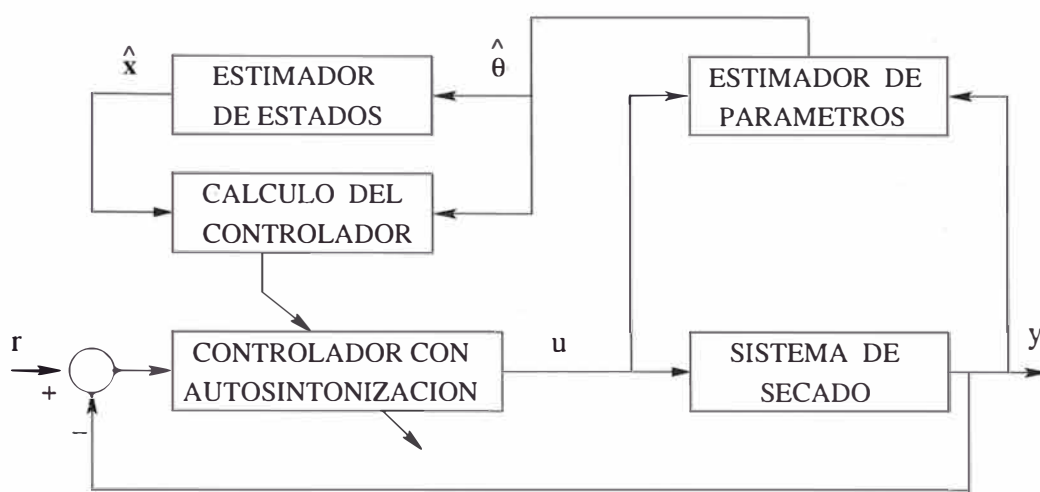 x̂
ESTIMADOR
DE ESTADOS
θ̂
ESTIMADOR DE
PARAMETROS
CALCULO DEL
CONTROLADOR
r
+
−
CONTROLADOR CON
AUTOSINTONIZACION
u
SISTEMA DE
SECADO
y